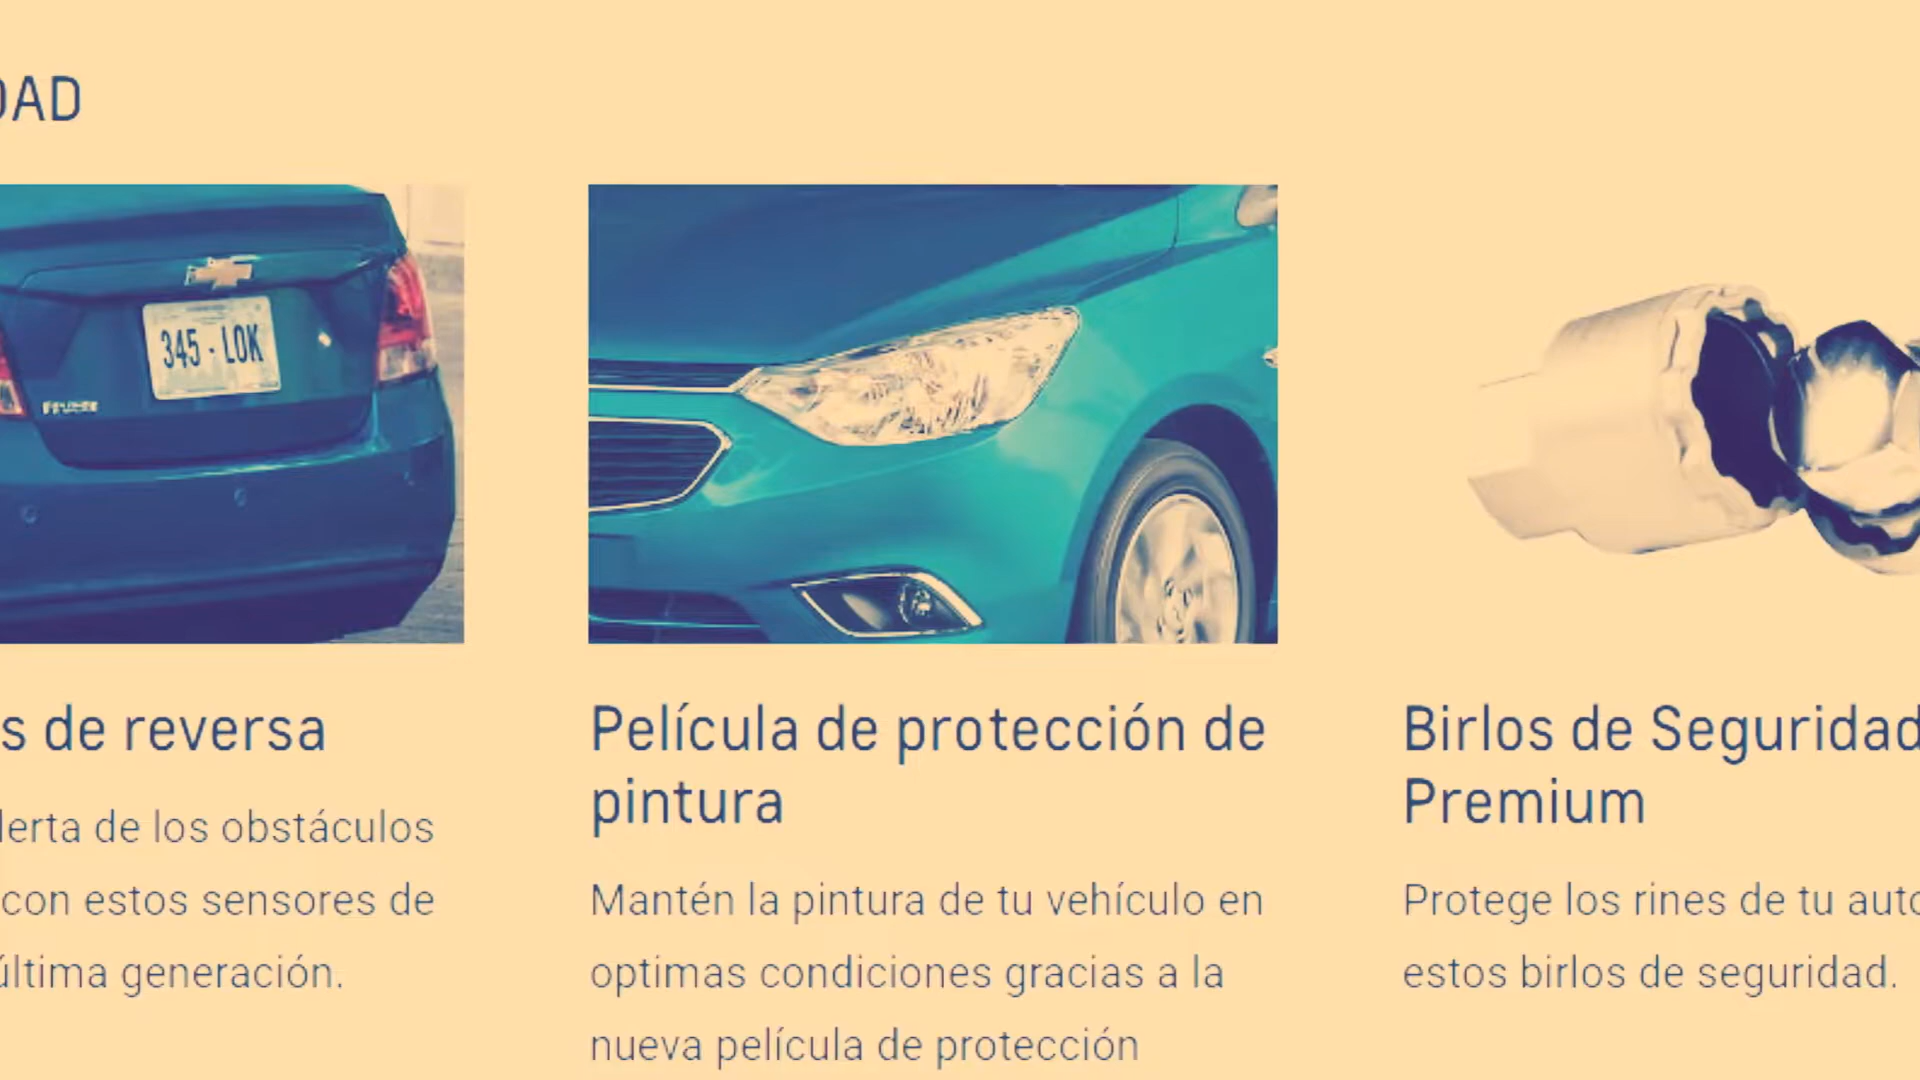 DAD
345 - LOK
s de reversa
lerta de los obstáculos
con estos sensores de
última generación.
Película de protección de
pintura
Mantén la pintura de tu vehículo en
optimas condiciones gracias a la
nueva película de protección
Birlos de Seguridad
Premium
Protege los rines de tu auto
estos birlos de seguridad.